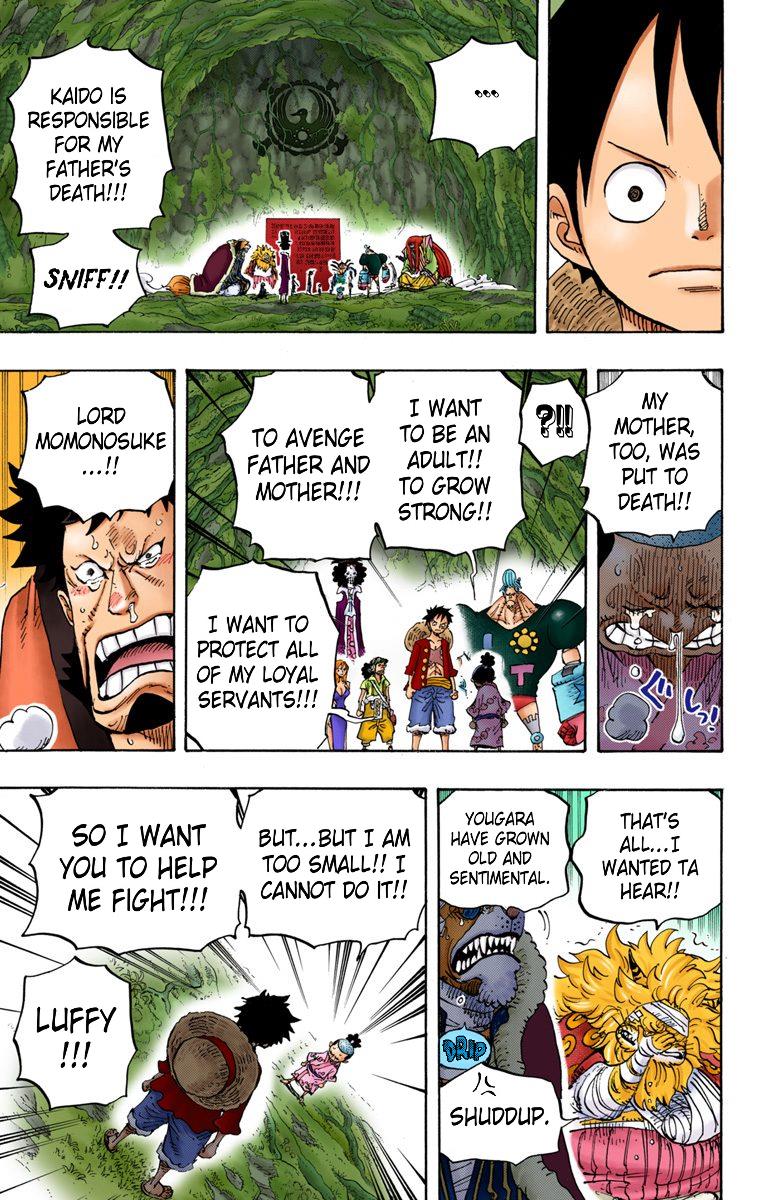 ...
KAIDO IS
RESPONSIBLE
FOR MY
FATHER'S
DEATH!!!
SNIFF!!
MY
MOTHER,
TOO, WAS
PUT TO
DEATH!!
ぐしっ!
?!!
I WANT
TO BE AN
ADULT!!
TO GROW
STRONG!!
TO AVENGE
FATHER AND
MOTHER!!!
I WANT TO
PROTECT ALL
OF MY LOYAL
SERVANTS!!!
LORD
MOMONOSUKE
...!!
THAT'S
ALL...I
WANTED TA
HEAR!!
YOUGARA
HAVE GROWN
OLD AND
SENTIMENTAL.
DRIP
SHUDDUP.
BUT...BUT I AM
TOO SMALL!! I
CANNOT DO IT!!
SO I WANT
YOU TO HELP
ME FIGHT!!!
LUFFY
!!!